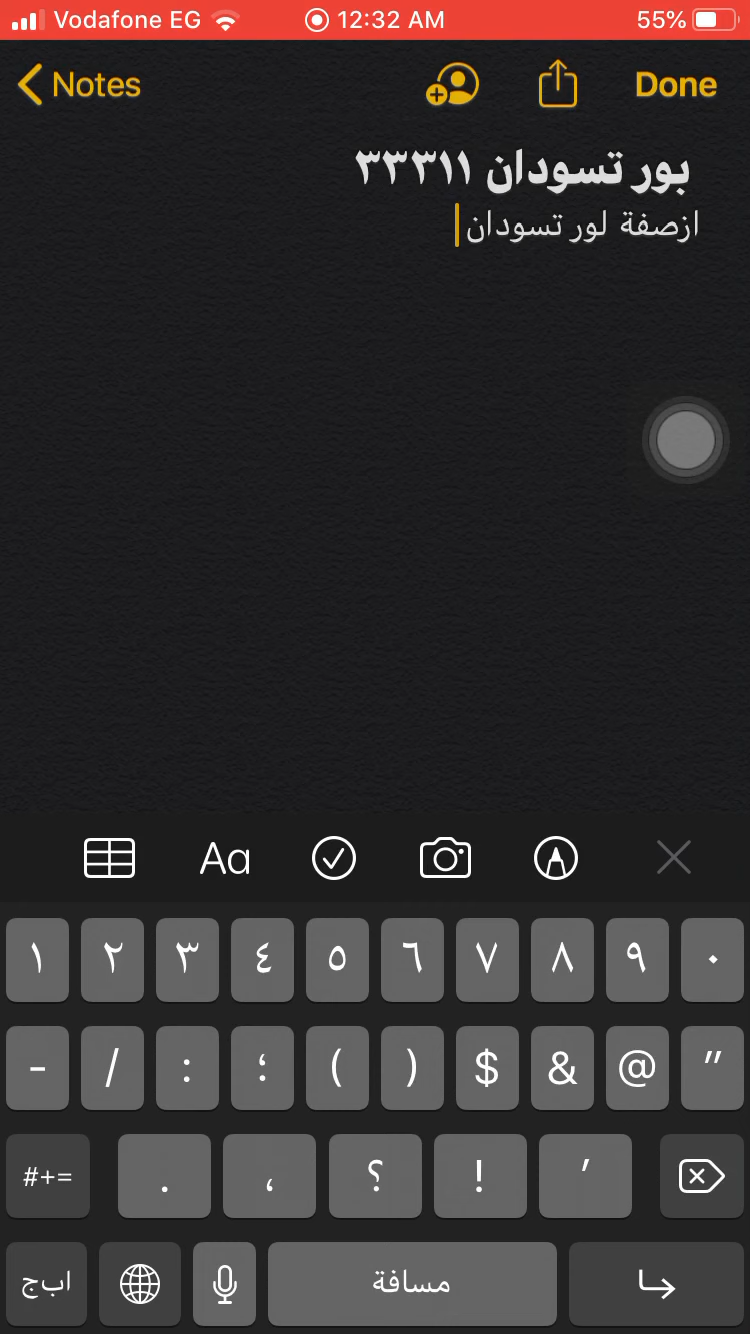 Vodafone EG 12:32 AM 55%
Notes Done
بور تسودان ٣٣٣١١
ازصفة لور تسودان
Aa
١ ٢ ٣ ٤ ٥ ٦ ٧ ٨ ٩ ٠
- / : ؛ ( ) $ & @ "
#+= . ، ؟ ! '
ابج مسافة